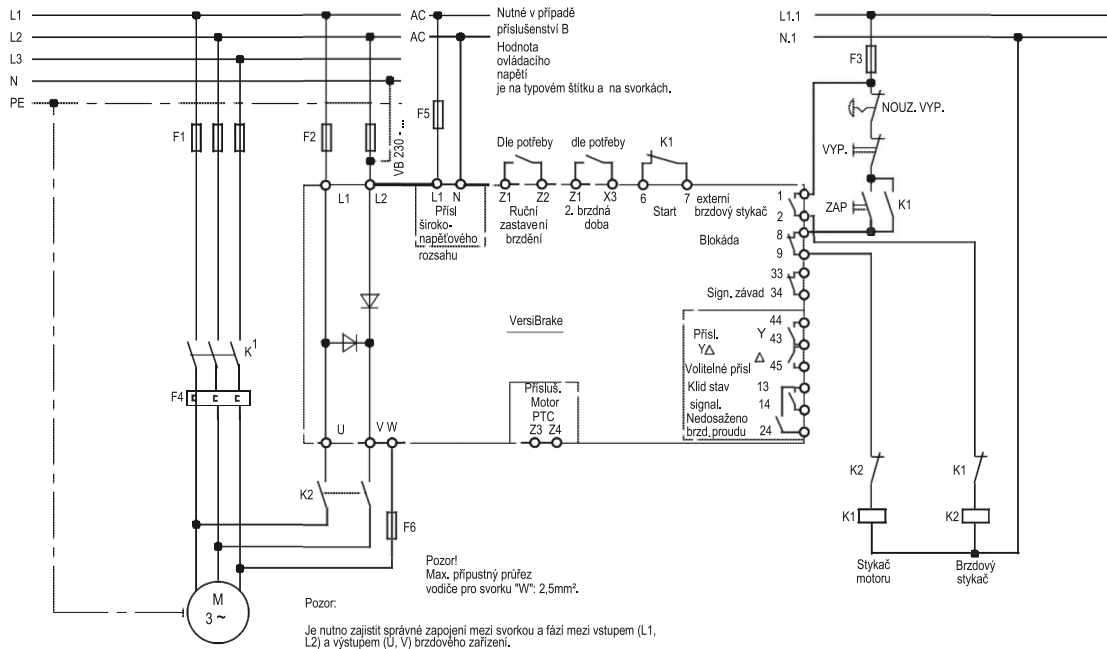 L1
L2
L3
N
PE
AC
AC
Nutné v případě
příslušenství B
Hodnota
ovládacího
napětí
je na typovém štítku a na svorkách.
L1.1
N.1
F1
F2
VB 230 - ...
F5
F3
NOUZ. VYP.
VYP.
ZAP
K1
Dle potřeby
dle potřeby
K1
L1
L2
L1
N
Z1
Z2
Z1
X3
6
7
Přísl
široko-
napěťového
rozsahu
Ruční
zastavení
brzdění
2. brzdná
doba
Start
externí
brzdový stykač
1
2
Blokáda
8
9
33
Sign. závad
34
VersiBrake
Přísl.
Y△
Y
△
44
43
Volitelné přísl
45
Klid stav
13
signal.
14
Nedosaženo
brzd,proudu
24
K1
F4
Přísluš.
Motor
PTC
Z3
Z4
U
V
W
K2
F6
K2
K1
K1
K2
Stykač
motoru
Brzdový
stykač
M
3 ~
Pozor!
Max. přípustný průřez
vodiče pro svorku "W": 2,5mm².
Pozor:
Je nutno zajistit správné zapojení mezi svorkou a fází mezi vstupem (L1,
L2) a výstupem (U, V) brzdového zařízení.